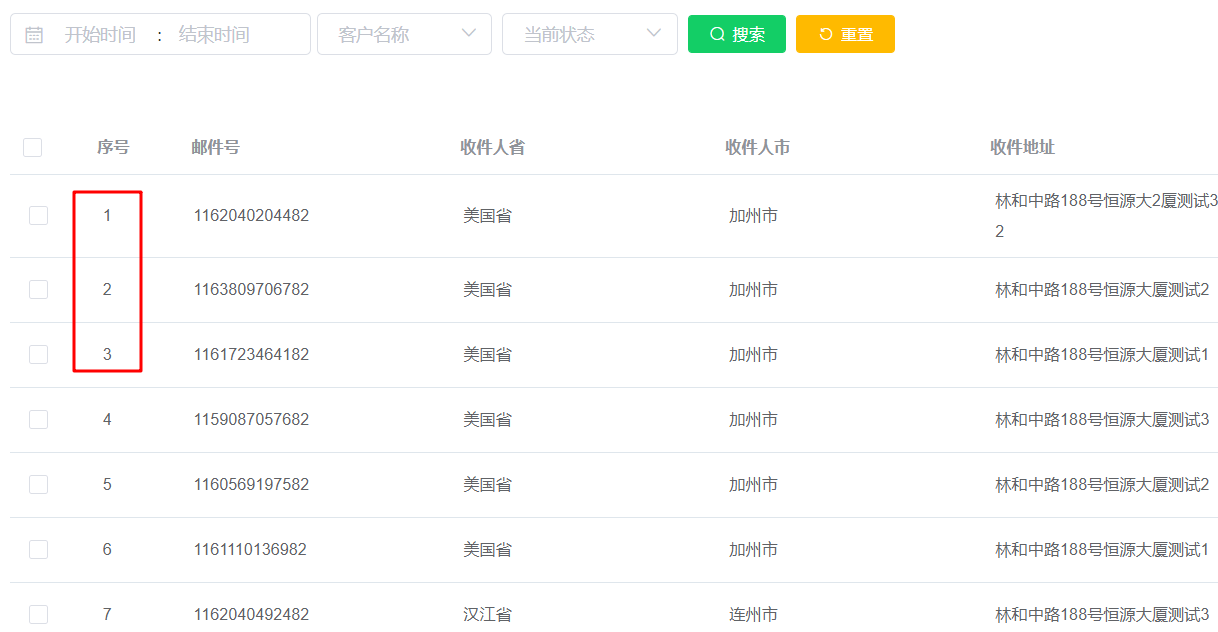 开始时间 : 结束时间 客户名称 当前状态 搜索 重置
序号 邮件号 收件人省 收件人市 收件地址
1 1162040204482 美国省 加州市 林和中路188号恒源大2厦测试3
2
2 1163809706782 美国省 加州市 林和中路188号恒源大厦测试2
3 1161723464182 美国省 加州市 林和中路188号恒源大厦测试1
4 1159087057682 美国省 加州市 林和中路188号恒源大厦测试3
5 1160569197582 美国省 加州市 林和中路188号恒源大厦测试2
6 1161110136982 美国省 加州市 林和中路188号恒源大厦测试1
7 1162040492482 汉江省 连州市 林和中路188号恒源大厦测试3